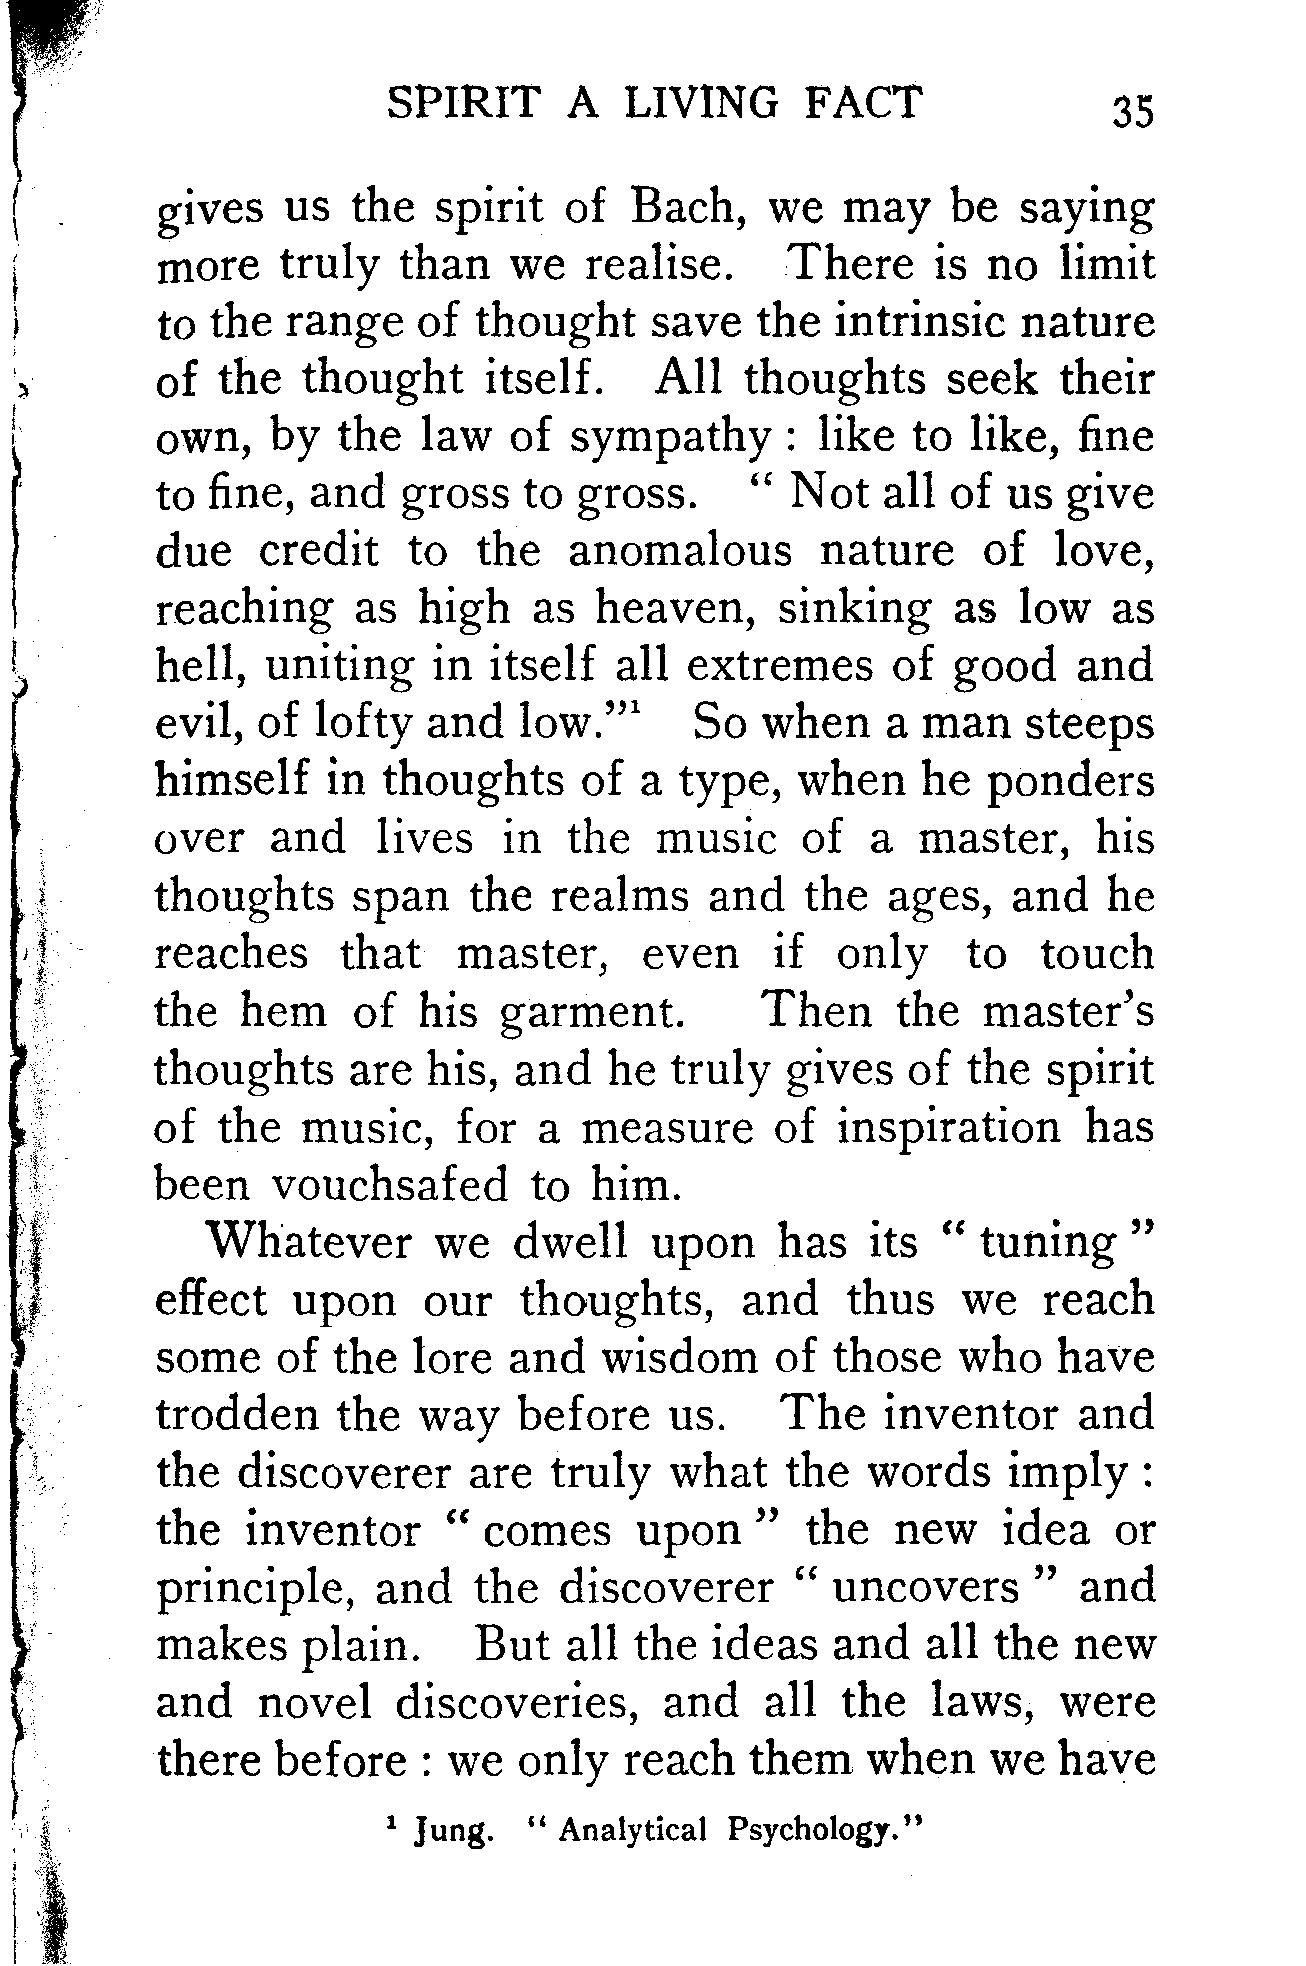 SPIRIT A LIVING FACT 35
gives us the spirit of Bach, we may be saying
more truly than we realise. There is no limit
to the range of thought save the intrinsic nature
of the thought itself. All thoughts seek their
own, by the law of sympathy : like to like, fine
to fine, and gross to gross. “ Not all of us give
due credit to the anomalous nature of love,
reaching as high as heaven, sinking as low as
hell, uniting in itself all extremes of good and
evil, of lofty and low.”¹ So when a man steeps
himself in thoughts of a type, when he ponders
over and lives in the music of a master, his
thoughts span the realms and the ages, and he
reaches that master, even if only to touch
the hem of his garment. Then the master’s
thoughts are his, and he truly gives of the spirit
of the music, for a measure of inspiration has
been vouchsafed to him.
Whatever we dwell upon has its “ tuning ”
effect upon our thoughts, and thus we reach
some of the lore and wisdom of those who have
trodden the way before us. The inventor and
the discoverer are truly what the words imply :
the inventor “ comes upon ” the new idea or
principle, and the discoverer “ uncovers ” and
makes plain. But all the ideas and all the new
and novel discoveries, and all the laws, were
there before : we only reach them when we have
¹ Jung. “ Analytical Psychology.”